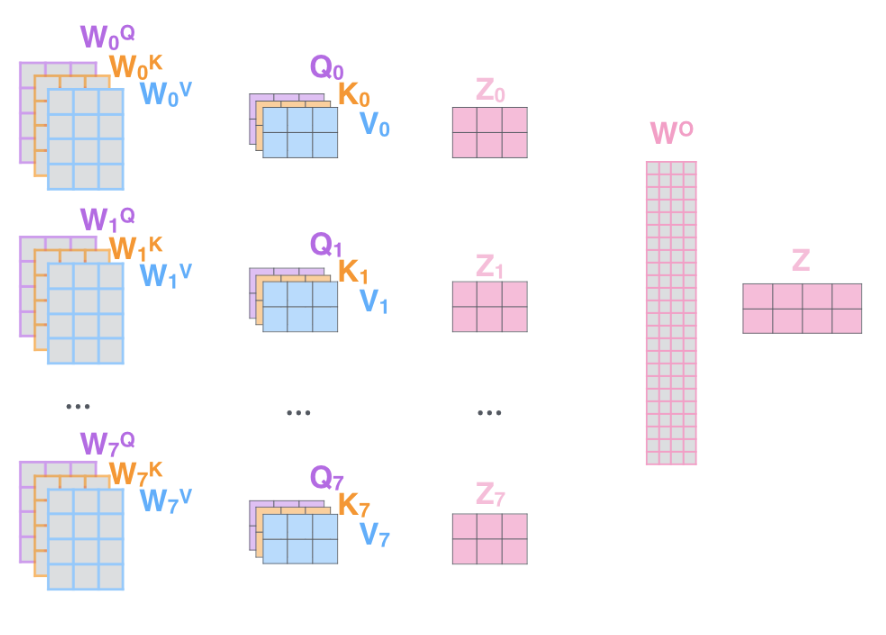 W₀Q
W₀K
W₀V
Q₀
K₀
V₀
Z₀
Wᴼ
W₁Q
W₁K
W₁V
Q₁
K₁
V₁
Z₁
Z
...
...
...
W₇Q
W₇K
W₇V
Q₇
K₇
V₇
Z₇